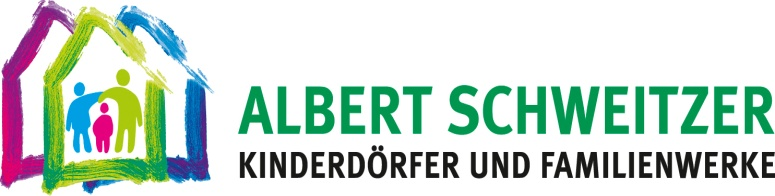 ALBERT SCHWEITZER
KINDERDÖRFER UND FAMILIENWERKE